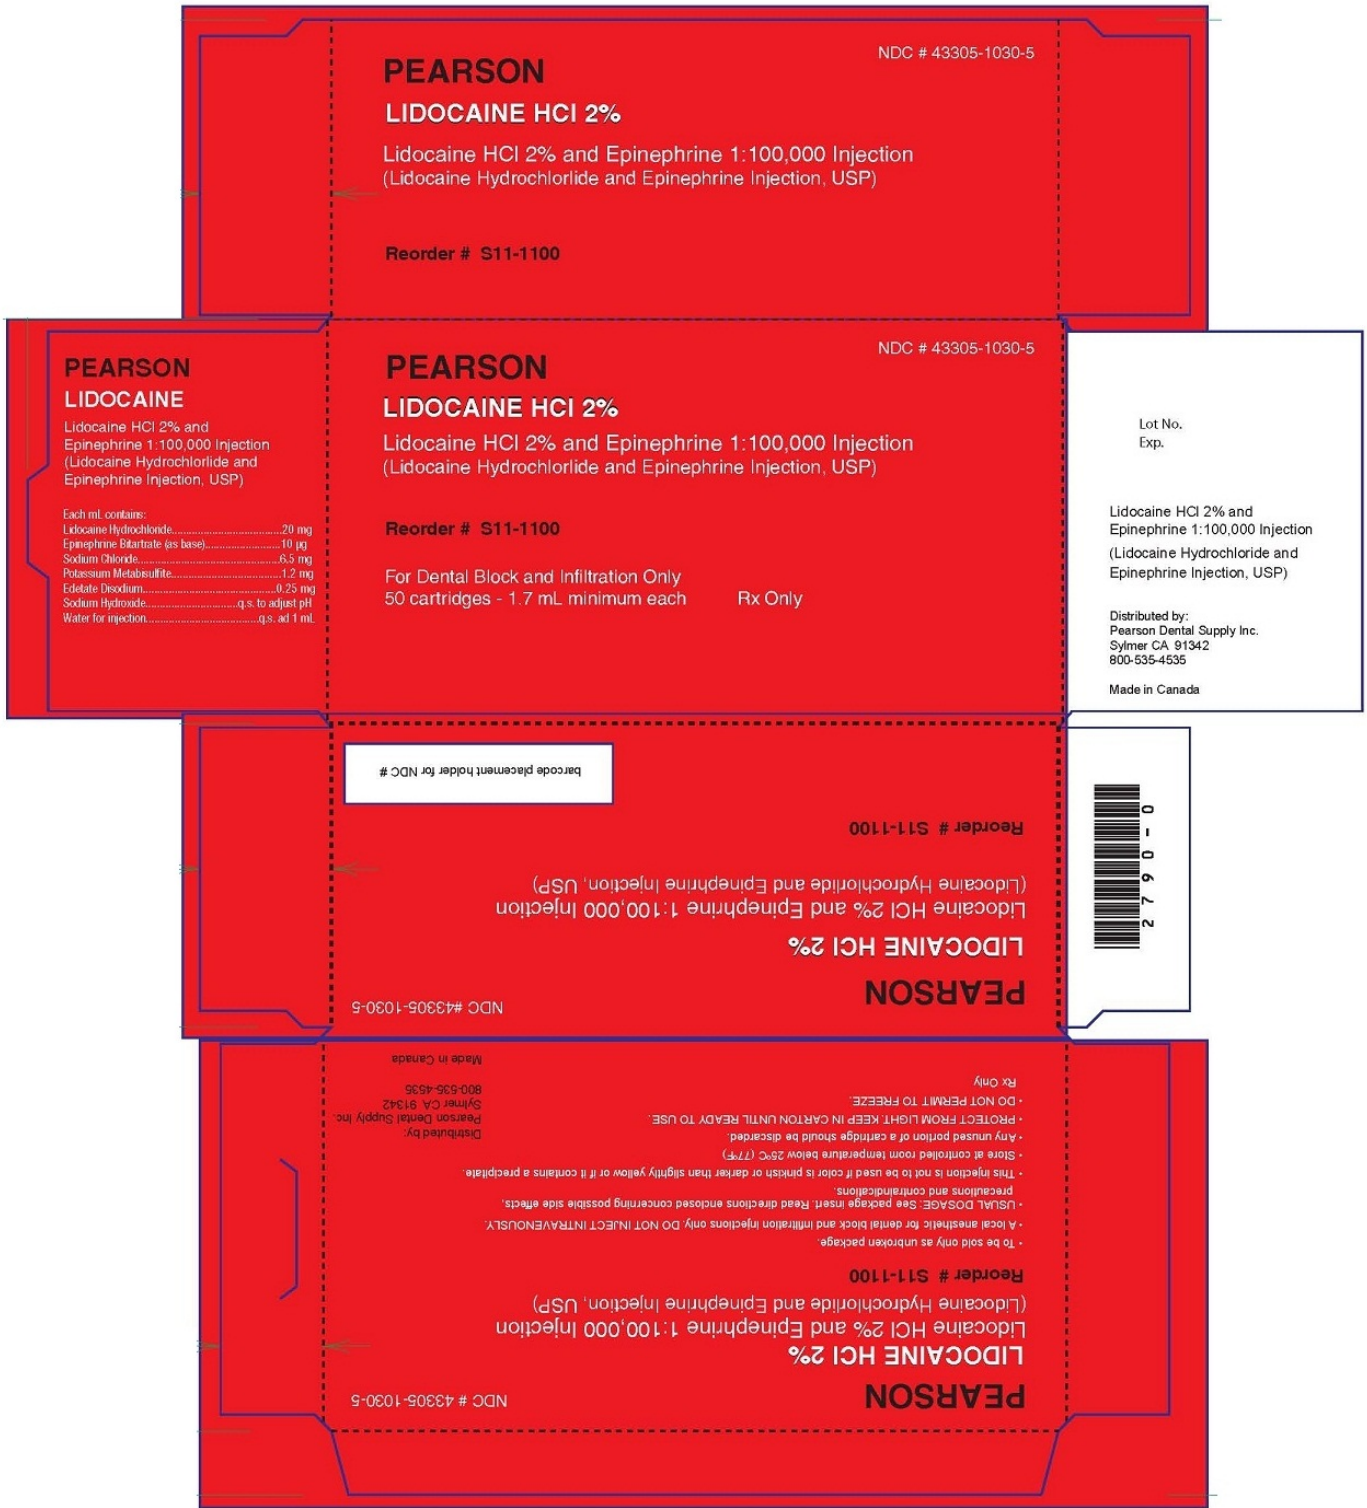 NDC # 43305-1030-5
PEARSON
LIDOCAINE HCl 2%
Lidocaine HCl 2% and Epinephrine 1:100,000 Injection
(Lidocaine Hydrochlorlide and Epinephrine Injection, USP)
Reorder # S11-1100
PEARSON
LIDOCAINE
Lidocaine HCl 2% and
Epinephrine 1:100,000 Injection
(Lidocaine Hydrochlorlide and
Epinephrine Injection, USP)
Each mL contains:
Lidocaine Hydrochloride......................................20 mg
Epinephrine Bitartrate (as base)..........................10 µg
Sodium Chloride.................................................6.5 mg
Potassium Metabisulfite......................................1.2 mg
Edetate Disodium..............................................0.25 mg
Sodium Hydroxide................................q.s. to adjust pH
Water for injection.......................................q.s. ad 1 mL
NDC # 43305-1030-5
PEARSON
LIDOCAINE HCl 2%
Lidocaine HCl 2% and Epinephrine 1:100,000 Injection
(Lidocaine Hydrochlorlide and Epinephrine Injection, USP)
Reorder # S11-1100
For Dental Block and Infiltration Only
50 cartridges - 1.7 mL minimum each Rx Only
Lot No.
Exp.
Lidocaine HCl 2% and
Epinephrine 1:100,000 Injection
(Lidocaine Hydrochloride and
Epinephrine Injection, USP)
Distributed by:
Pearson Dental Supply Inc.
Sylmer CA 91342
800-535-4535
Made in Canada
NDC #43305-1030-5
PEARSON
LIDOCAINE HCl 2%
Lidocaine HCl 2% and Epinephrine 1:100,000 Injection
(Lidocaine Hydrochlorlide and Epinephrine Injection, USP)
Reorder # S11-1100
barcode placement holder for NDC #
2790-0
NDC # 43305-1030-5
PEARSON
LIDOCAINE HCl 2%
Lidocaine HCl 2% and Epinephrine 1:100,000 Injection
(Lidocaine Hydrochlorlide and Epinephrine Injection, USP)
Reorder # S11-1100
• To be sold only as unbroken package.
• A local anesthetic for dental block and infiltration injections only. DO NOT INJECT INTRAVENOUSLY.
• USUAL DOSAGE: See package insert. Read directions enclosed concerning possible side effects,
precautions and contraindications.
• This injection is not to be used if color is pinkish or darker than slightly yellow or if it contains a precipitate.
• Store at controlled room temperature below 25ºC (77ºF)
• Any unused portion of a cartridge should be discarded.
• PROTECT FROM LIGHT. KEEP IN CARTON UNTIL READY TO USE.
• DO NOT PERMIT TO FREEZE.
Rx Only
Distributed by:
Pearson Dental Supply Inc.
Sylmer CA 91342
800-535-4535
Made in Canada